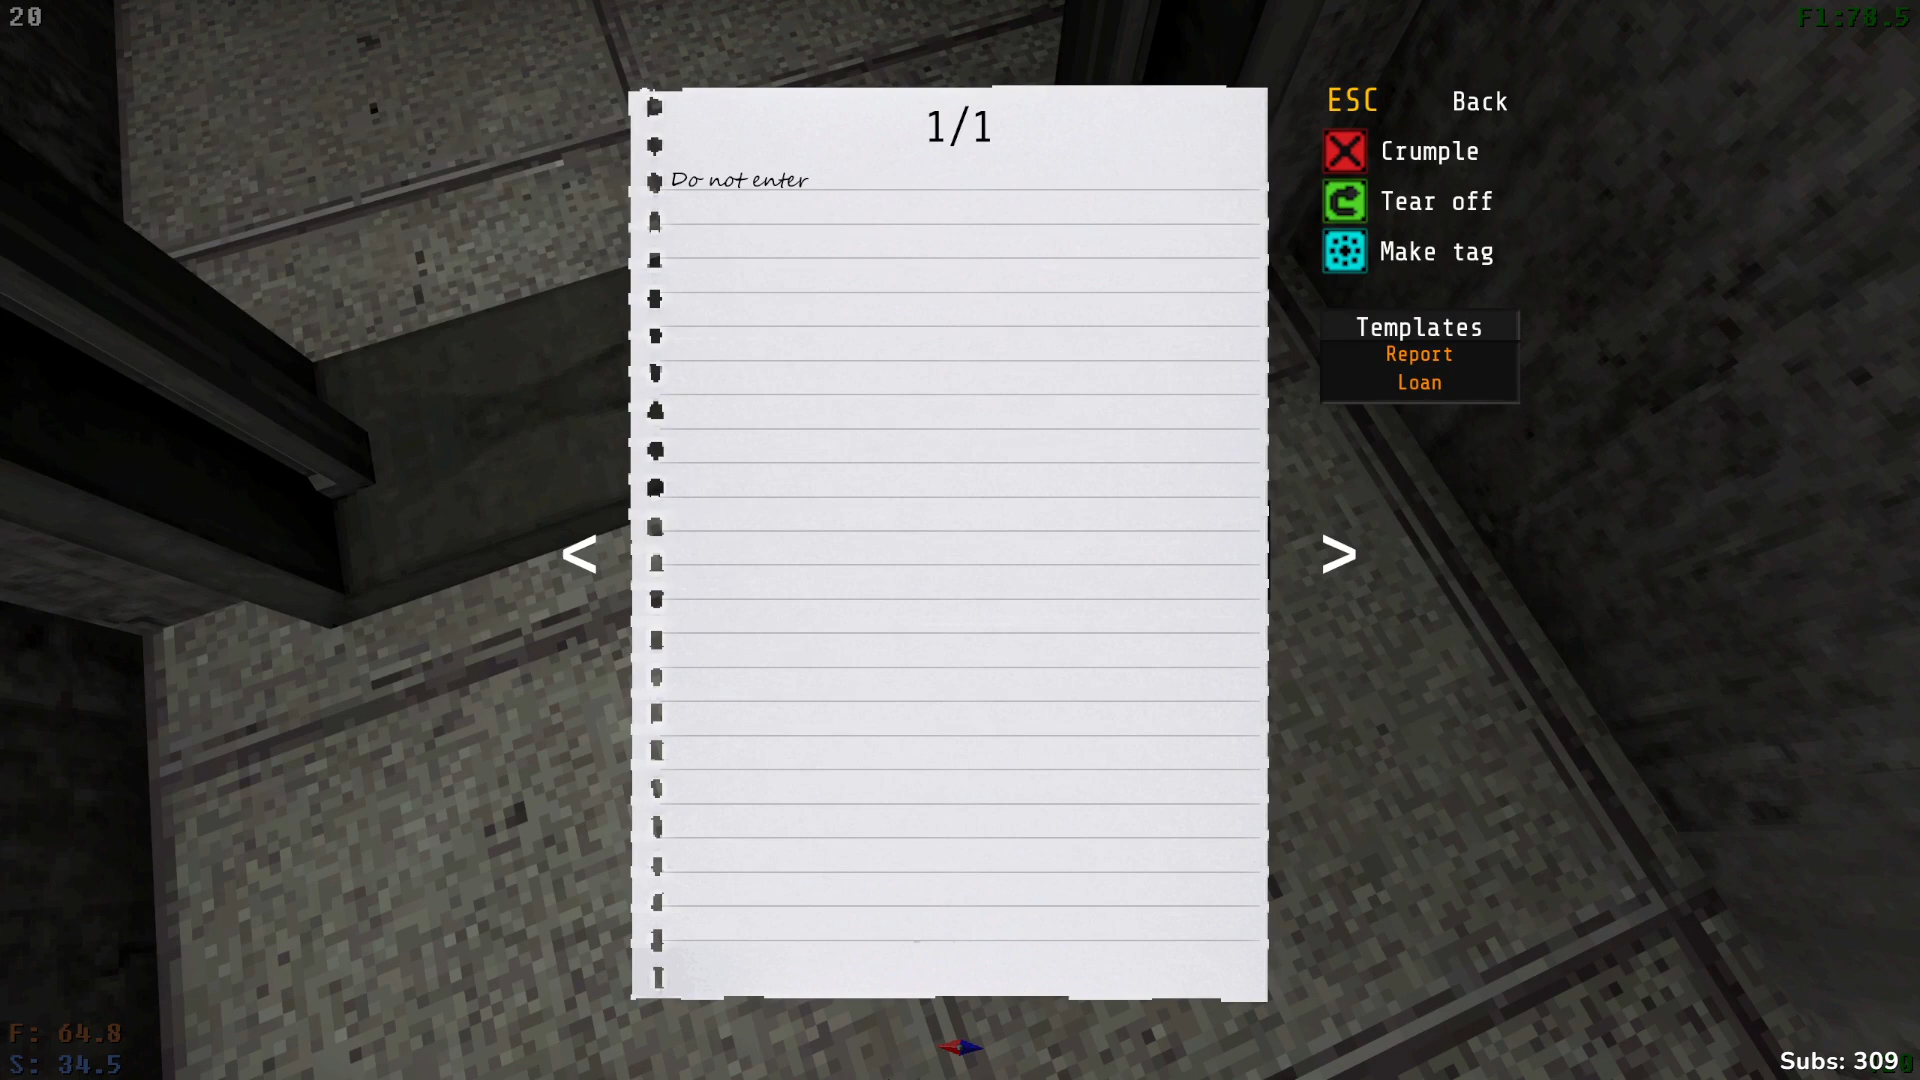 20
F1:78.5
1/1
Do not enter
ESC Back
Crumple
Tear off
Make tag
Templates
Report
Loan
<
>
F: 64.8
S: 34.5
Subs: 309